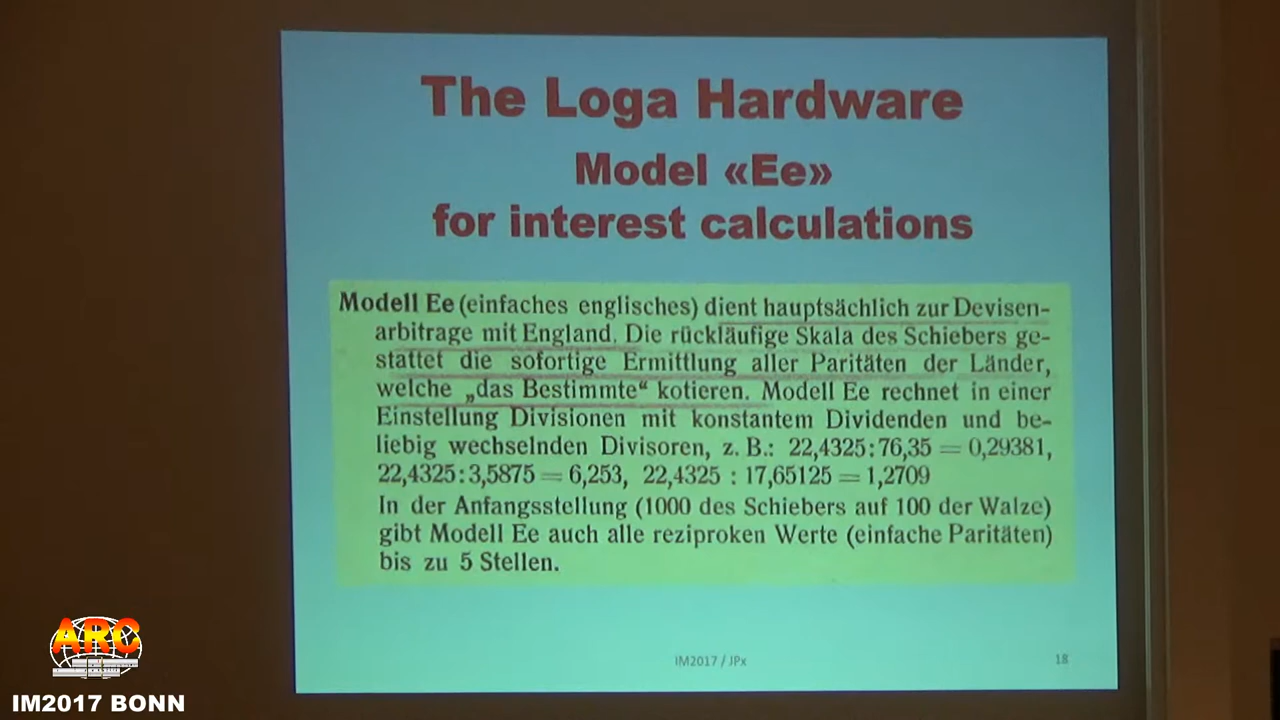 The Loga Hardware
Model «Ee»
for interest calculations
Modell Ee (einfaches englisches) dient hauptsächlich zur Devisen-
arbitrage mit England. Die rückläufige Skala des Schiebers ge-
stattet die sofortige Ermittlung aller Paritäten der Länder,
welche „das Bestimmte“ kotieren. Modell Ee rechnet in einer
Einstellung Divisionen mit konstantem Dividenden und be-
liebig wechselnden Divisoren, z. B.: 22,4325:76,35 = 0,29381,
22,4325:3,5875 = 6,253, 22,4325 : 17,65125 = 1,2709
In der Anfangsstellung (1000 des Schiebers auf 100 der Walze)
gibt Modell Ee auch alle reziproken Werte (einfache Paritäten)
bis zu 5 Stellen.
IM2017 / JPx
18
ARC
IM2017 BONN